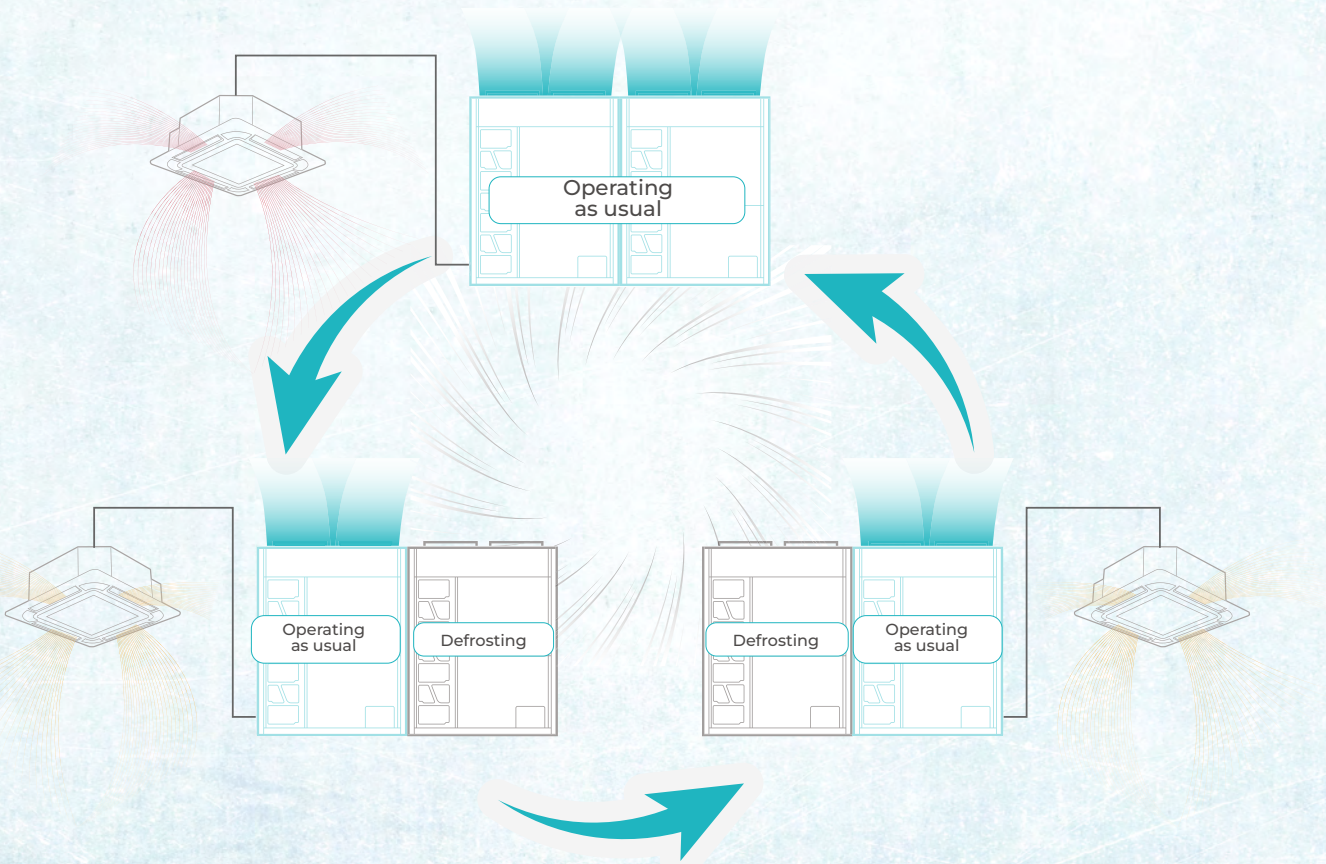 Operating
as usual
Operating
as usual
Defrosting
Defrosting
Operating
as usual